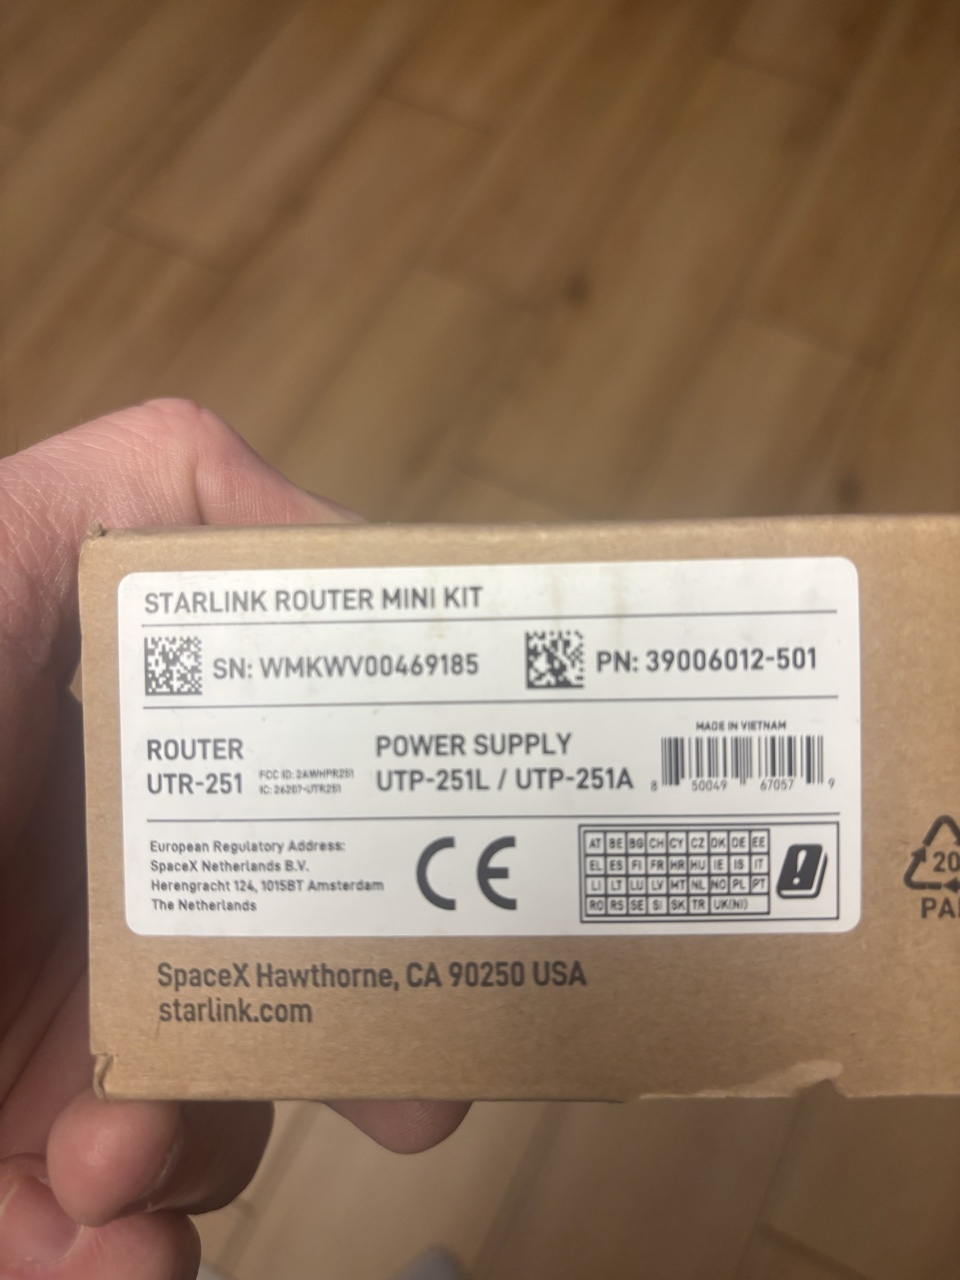 STARLINK ROUTER MINI KIT
SN: WMKWV00469185
PN: 39006012-501
ROUTER
UTR-251
FCC ID: 2AWHPR251
IC: 26207-UTR251
POWER SUPPLY
UTP-251L / UTP-251A
MADE IN VIETNAM
8 50049 67057 9
European Regulatory Address:
SpaceX Netherlands B.V.
Herengracht 124, 1015BT Amsterdam
The Netherlands
CE
AT BE BG CH CY CZ DK DE EE
EL ES FI FR HR HU IE IS IT
LI LT LU LV MT NL NO PL PT
RO RS SE SI SK TR UK(NI)
20
PA
SpaceX Hawthorne, CA 90250 USA
starlink.com